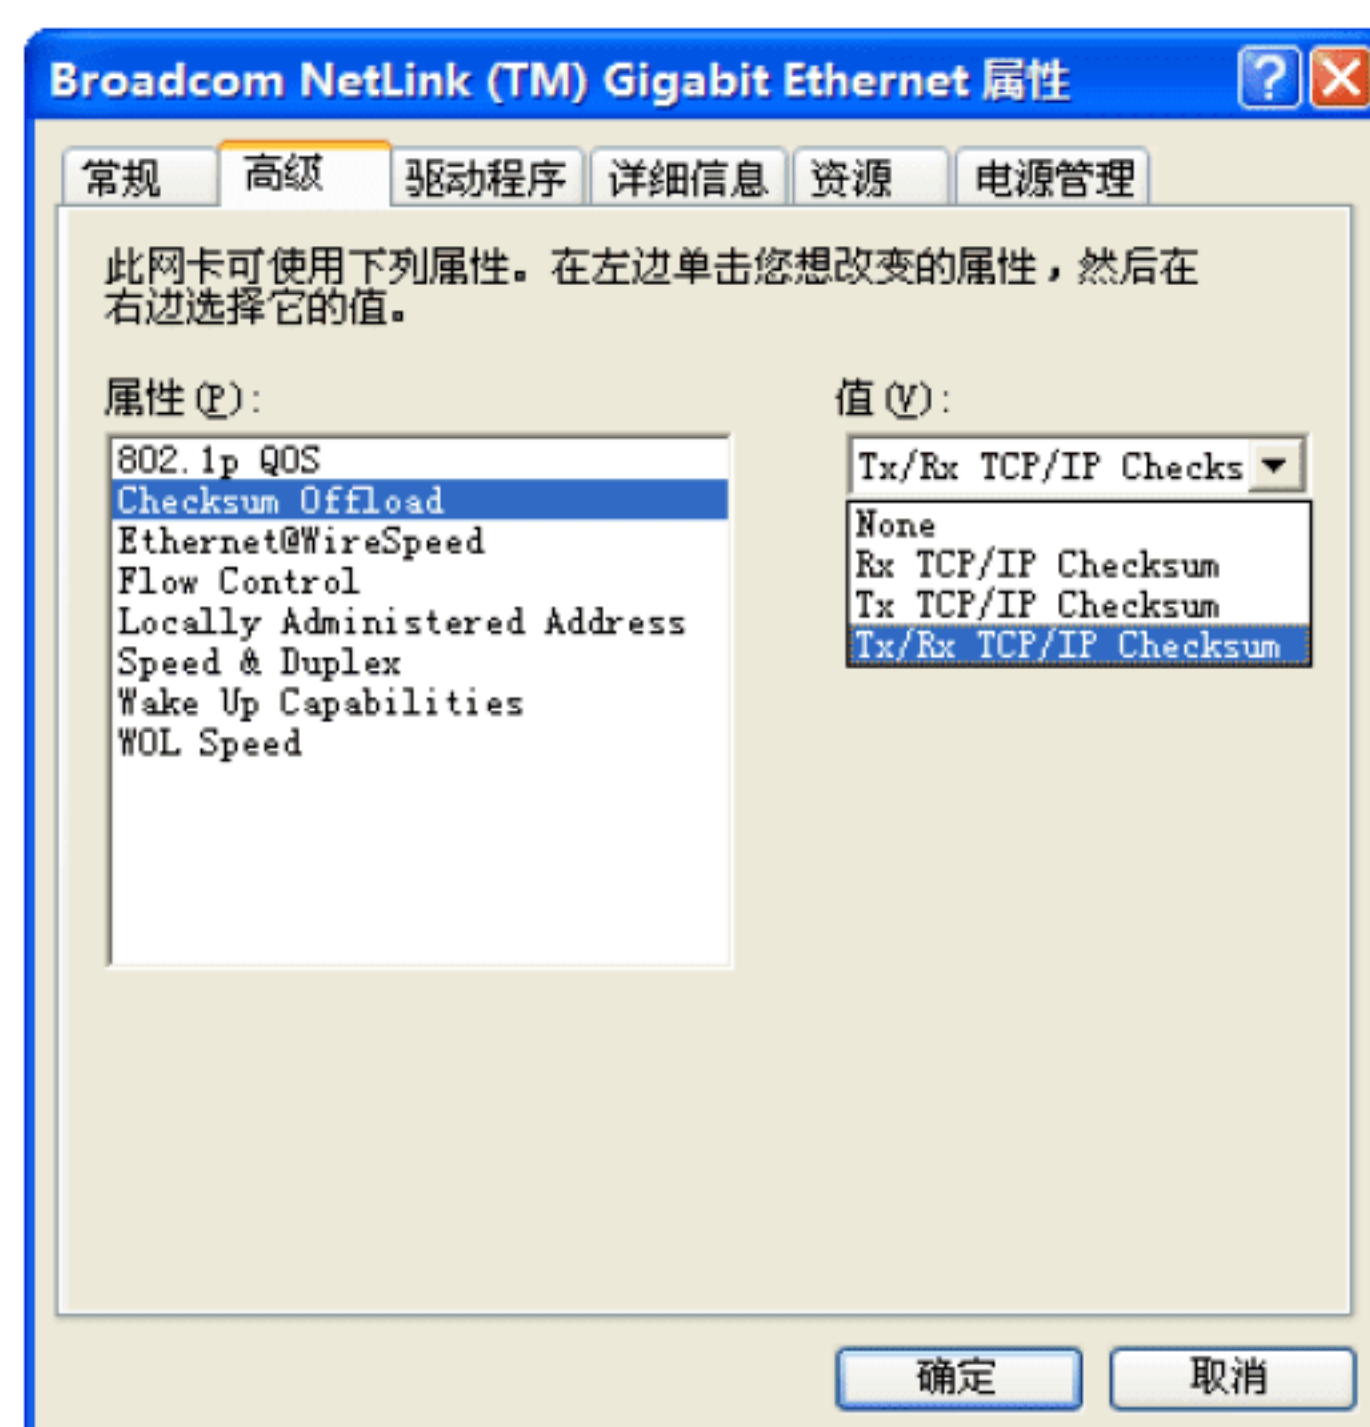 Broadcom NetLink (TM) Gigabit Ethernet 属性
常规 高级 驱动程序 详细信息 资源 电源管理
此网卡可使用下列属性。在左边单击您想改变的属性，然后在
右边选择它的值。
属性(P): 值(V):
802.1p QOS
Checksum Offload
Ethernet@WireSpeed
Flow Control
Locally Administered Address
Speed & Duplex
Wake Up Capabilities
WOL Speed
Tx/Rx TCP/IP Checks
None
Rx TCP/IP Checksum
Tx TCP/IP Checksum
Tx/Rx TCP/IP Checksum
确定 取消